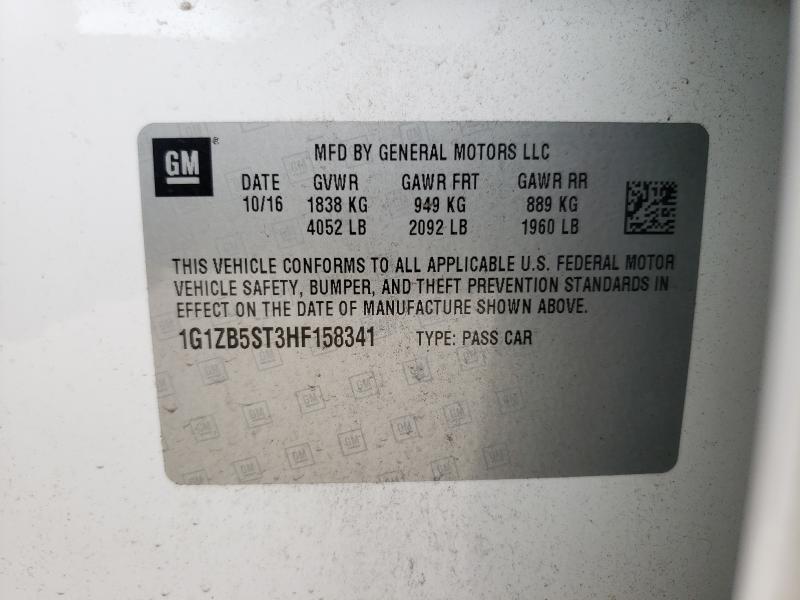 GM ® MFD BY GENERAL MOTORS LLC
DATE GVWR GAWR FRT GAWR RR
10/16 1838 KG 949 KG 889 KG
4052 LB 2092 LB 1960 LB
THIS VEHICLE CONFORMS TO ALL APPLICABLE U.S. FEDERAL MOTOR
VEHICLE SAFETY, BUMPER, AND THEFT PREVENTION STANDARDS IN
EFFECT ON THE DATE OF MANUFACTURE SHOWN ABOVE.
1G1ZB5ST3HF158341 TYPE: PASS CAR